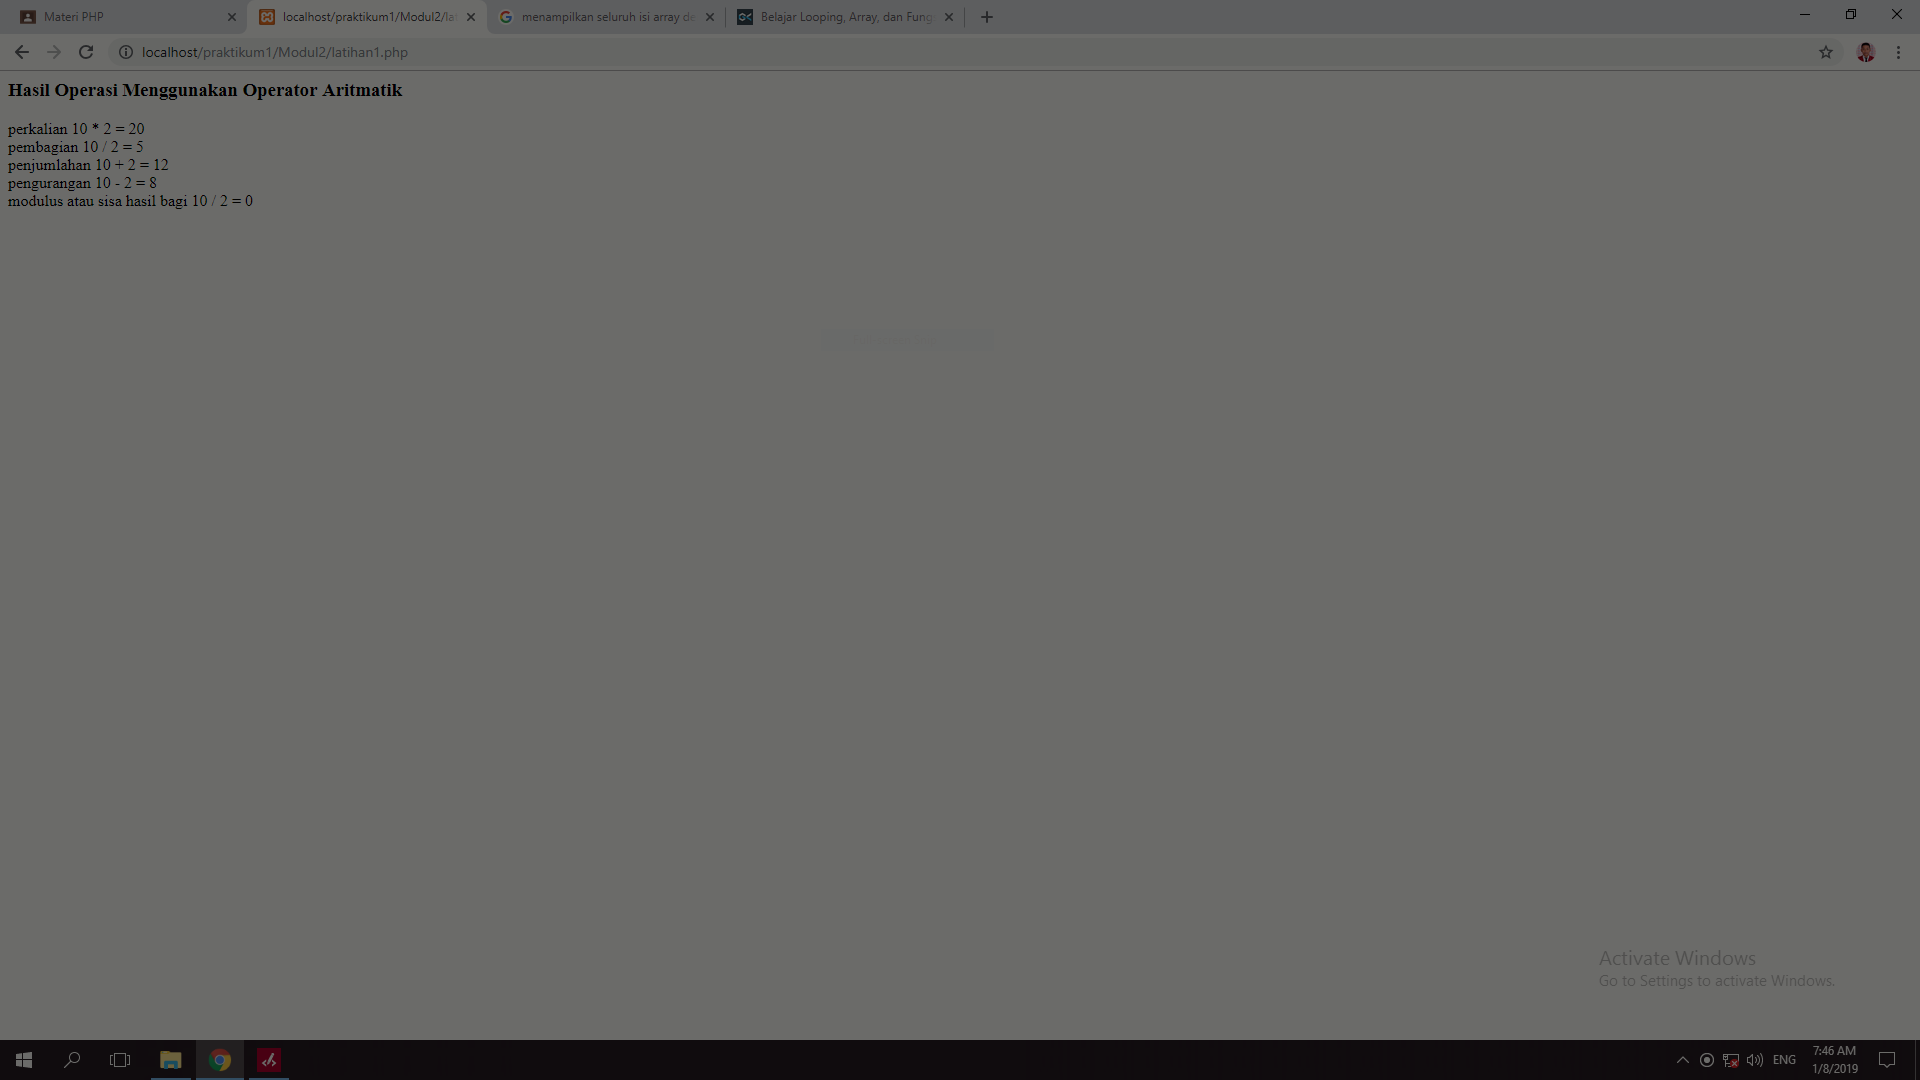 Materi PHP
localhost/praktikum1/Modul2/lat
menampilkan seluruh isi array de
Belajar Looping, Array, dan Fung
localhost/praktikum1/Modul2/latihan1.php
Hasil Operasi Menggunakan Operator Aritmatik
perkalian 10 * 2 = 20
pembagian 10 / 2 = 5
penjumlahan 10 + 2 = 12
pengurangan 10 - 2 = 8
modulus atau sisa hasil bagi 10 / 2 = 0
Activate Windows
Go to Settings to activate Windows.
ENG
7:46 AM
1/8/2019